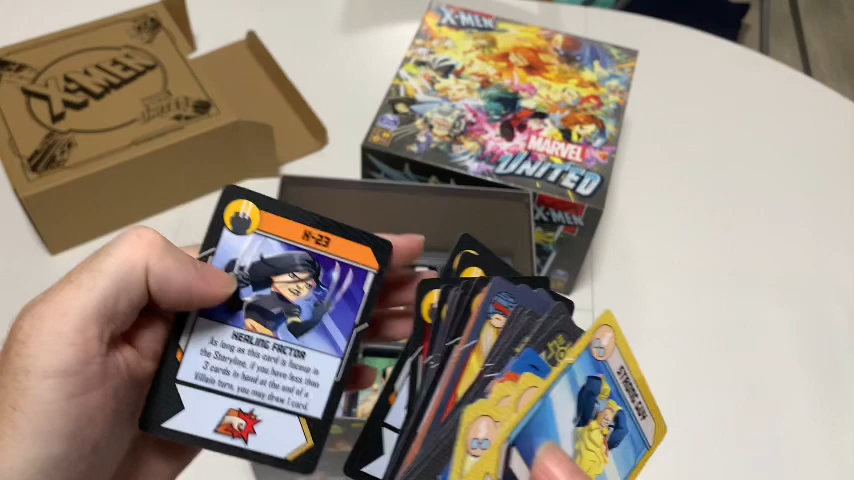 X-MEN
X-MEN
MARVEL
UNITED
X-MEN
X-23
HEALING FACTOR
As long as this card is faceup in
the Storyline, if you have less than
3 cards in hand at the end of a
Villain turn, you may draw 1 card.
STRONG GUY